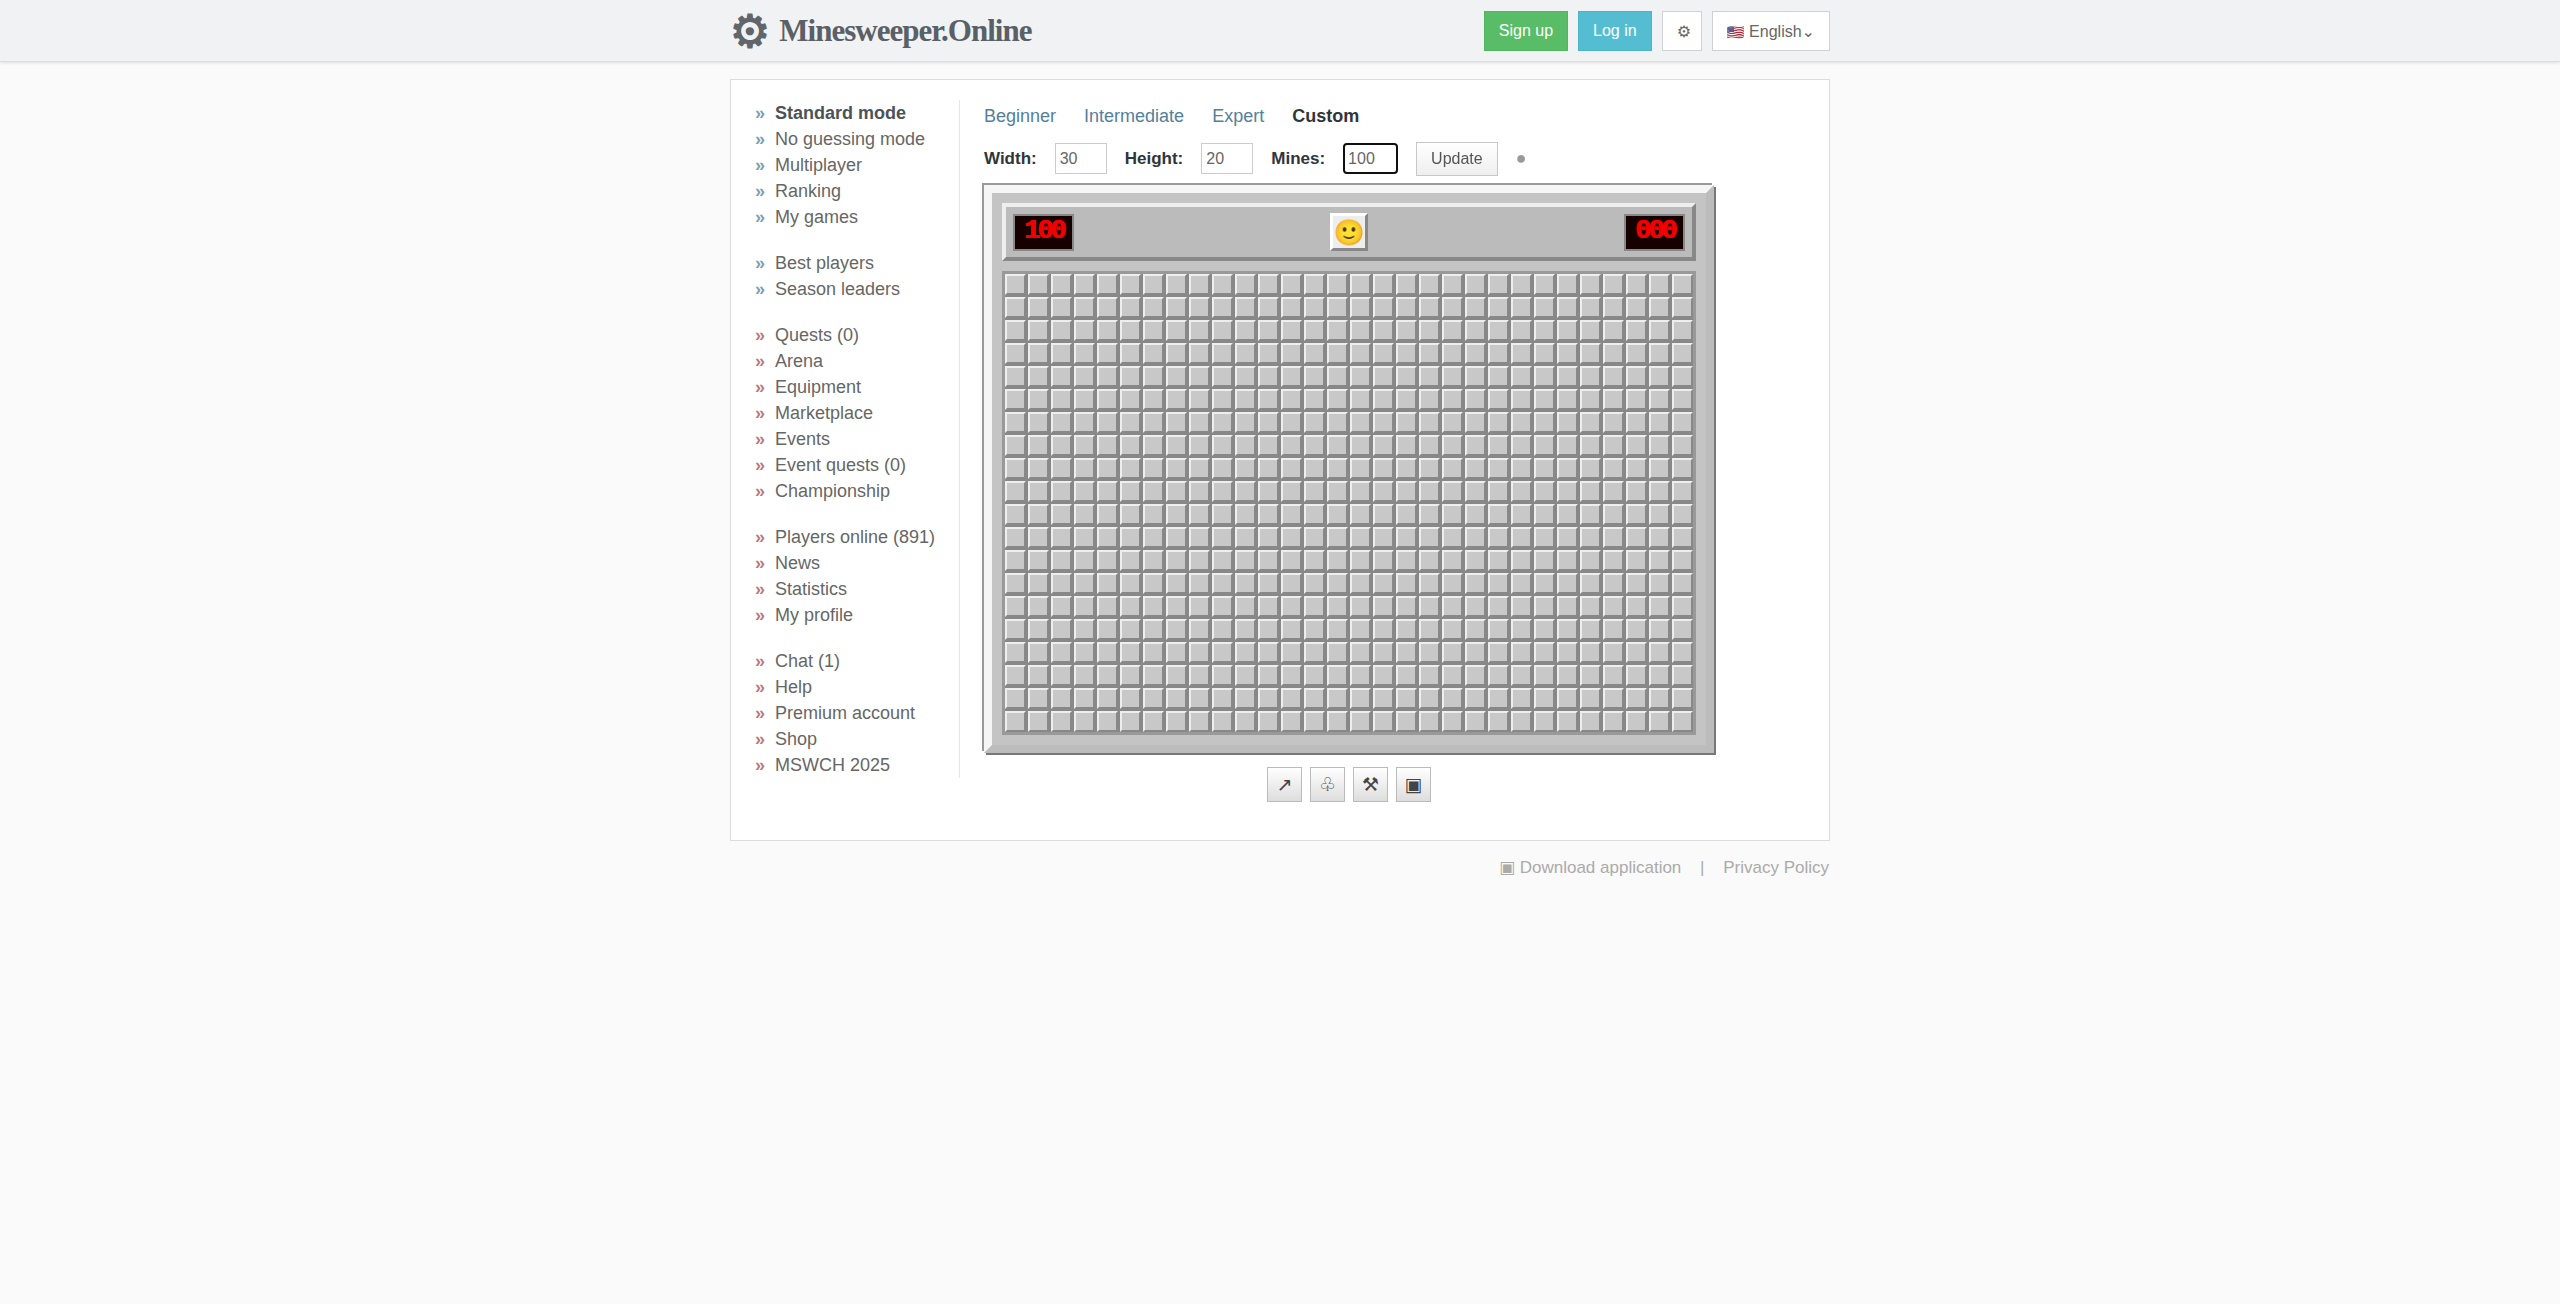 Minesweeper.Online
Sign up
Log in
English
» Standard mode
» No guessing mode
» Multiplayer
» Ranking
» My games
» Best players
» Season leaders
» Quests (0)
» Arena
» Equipment
» Marketplace
» Events
» Event quests (0)
» Championship
» Players online (891)
» News
» Statistics
» My profile
» Chat (1)
» Help
» Premium account
» Shop
» MSWCH 2025
Beginner Intermediate Expert Custom
Width: 30 Height: 20 Mines: 100 Update
100
000
Download application | Privacy Policy